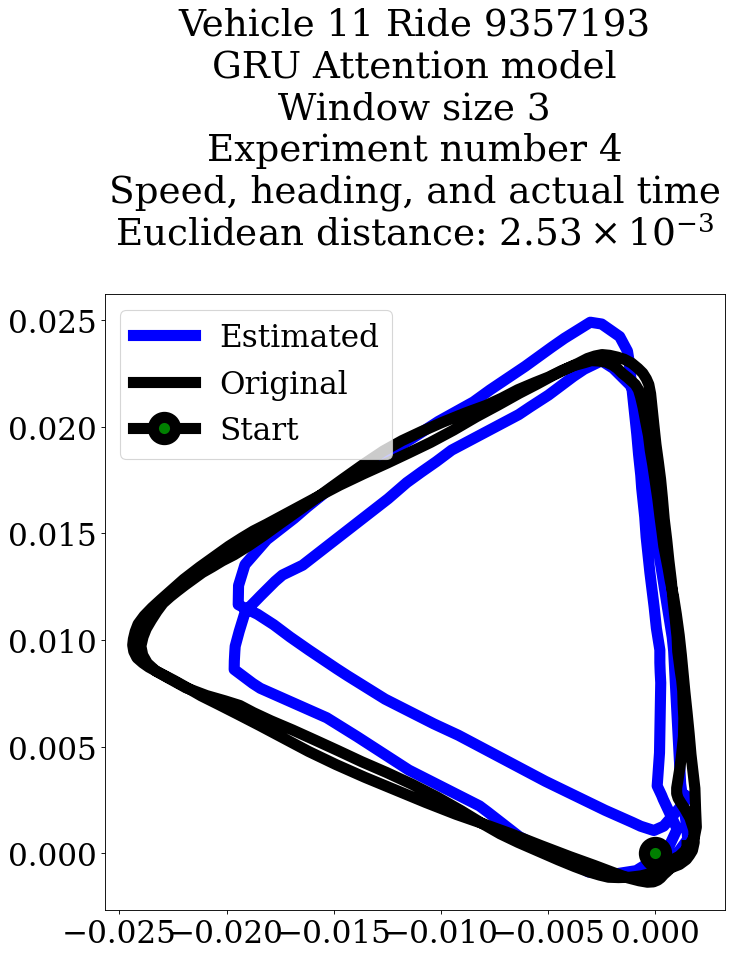 Vehicle 11 Ride 9357193
GRU Attention model
Window size 3
Experiment number 4
Speed, heading, and actual time
Euclidean distance: 2.53 × 10⁻³
Estimated
Original
Start
0.025
0.020
0.015
0.010
0.005
0.000
−0.025 −0.020 −0.015 −0.010 −0.005 0.000